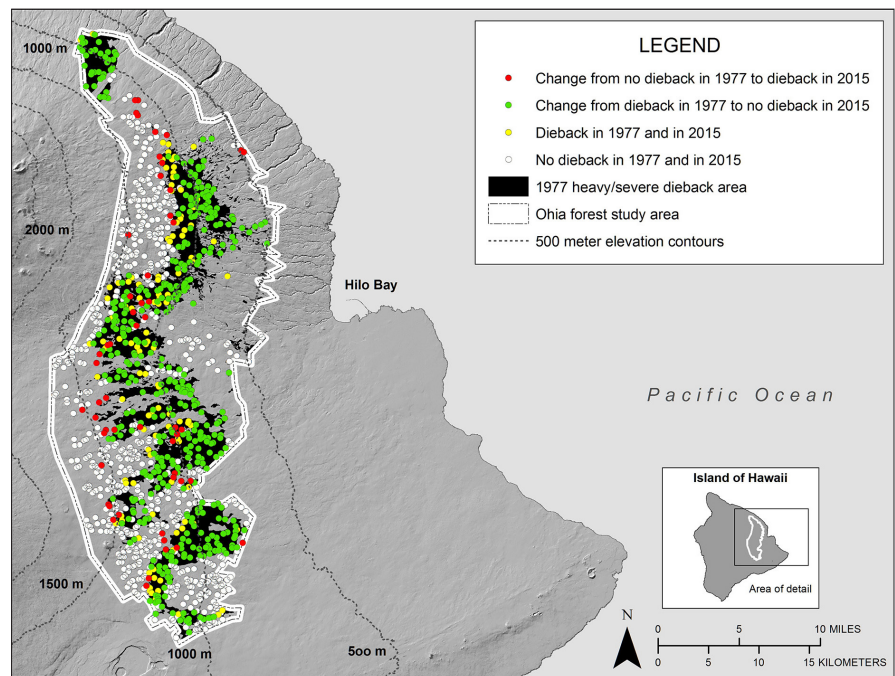 1000 m
LEGEND
Change from no dieback in 1977 to dieback in 2015
Change from dieback in 1977 to no dieback in 2015
Dieback in 1977 and in 2015
No dieback in 1977 and in 2015
1977 heavy/severe dieback area
Ohia forest study area
500 meter elevation contours
2000 m
Hilo Bay
Pacific Ocean
Island of Hawaii
Area of detail
1500 m
N
1000 m
500 m
0 5 10 MILES
0 5 10 15 KILOMETERS